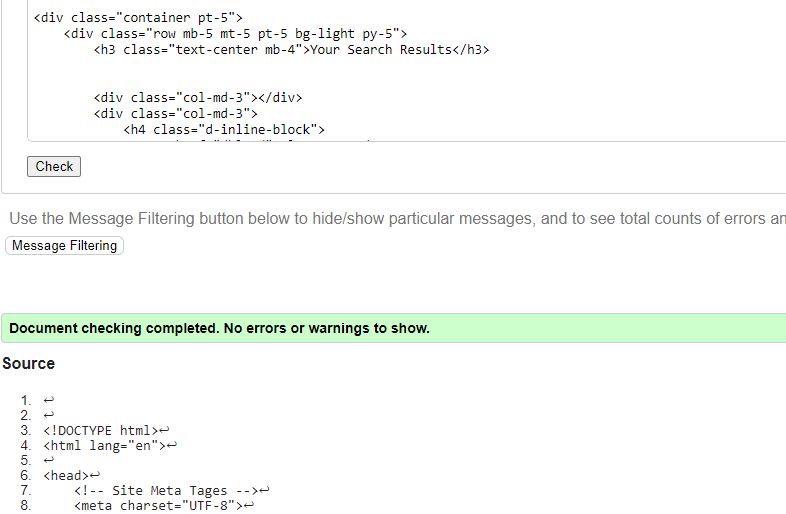 <div class="container pt-5">
<div class="row mb-5 mt-5 pt-5 bg-light py-5">
<h3 class="text-center mb-4">Your Search Results</h3>
<div class="col-md-3"></div>
<div class="col-md-3">
<h4 class="d-inline-block">
Check
Use the Message Filtering button below to hide/show particular messages, and to see total counts of errors an
Message Filtering
Document checking completed. No errors or warnings to show.
Source
1. ↩
2. ↩
3. <!DOCTYPE html>↩
4. <html lang="en">↩
5. ↩
6. <head>↩
7. <!-- Site Meta Tages -->↩
8. <meta charset="UTF-8">↩